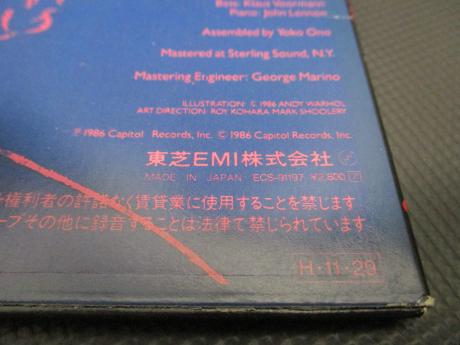 Bass: Klaus Voormann
Piano: John Lennon
Assembled by Yoko Ono
Mastered at Sterling Sound, N.Y.
Mastering Engineer: George Marino
ILLUSTRATION: © 1986 ANDY WARHOL
ART DIRECTION: ROY KOHARA MARK SHOOLERY
℗1986 Capitol Records, Inc. © 1986 Capitol Records, Inc.
東芝EMI株式会社
MADE IN JAPAN ECS-91197 ¥2,800
権利者の許諾なく賃貸業に使用することを禁じます
ープその他に録音することは法律で禁じられています
H・11・29